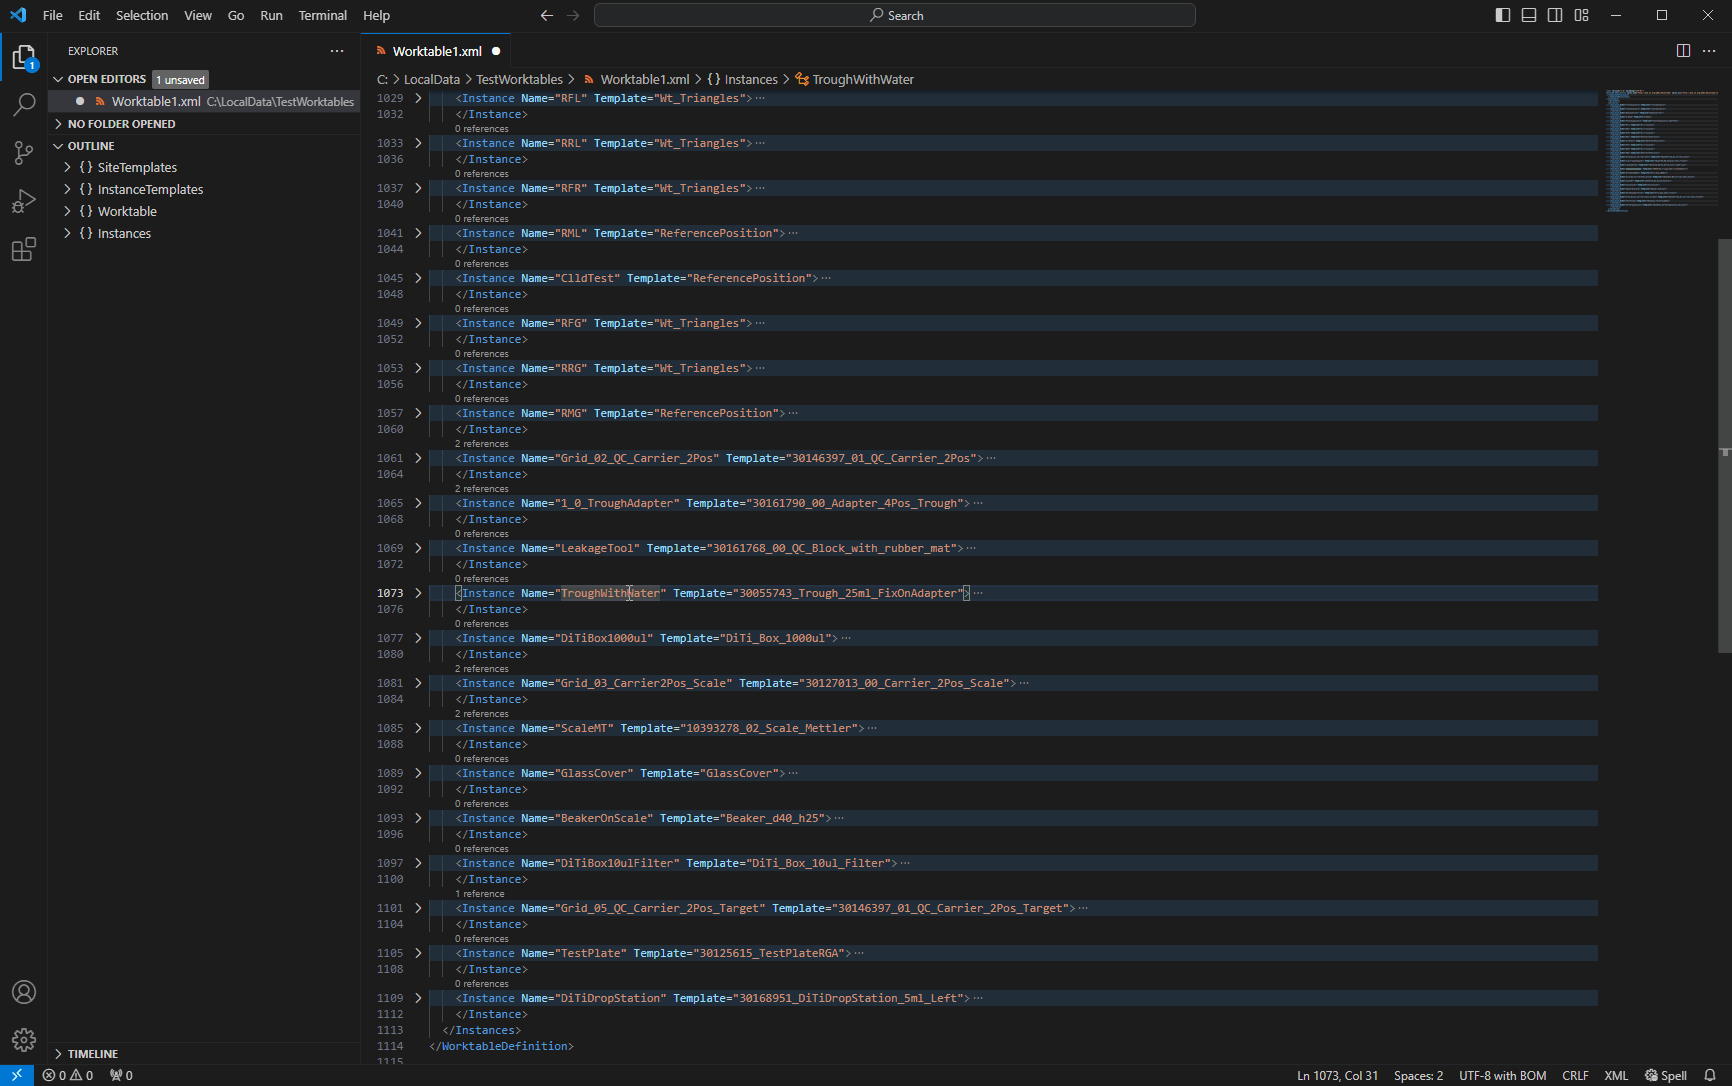 File Edit Selection View Go Run Terminal Help
Search
EXPLORER
OPEN EDITORS 1 unsaved
Worktable1.xml C:\LocalData\TestWorktables
NO FOLDER OPENED
OUTLINE
{} SiteTemplates
{} InstanceTemplates
{} Worktable
{} Instances
TIMELINE
1
Worktable1.xml
C: > LocalData > TestWorktables > Worktable1.xml > {} Instances > TroughWithWater
1029 <Instance Name="RFL" Template="Wt_Triangles">···
1032 </Instance>
0 references
1033 <Instance Name="RRL" Template="Wt_Triangles">···
1036 </Instance>
0 references
1037 <Instance Name="RFR" Template="Wt_Triangles">···
1040 </Instance>
0 references
1041 <Instance Name="RML" Template="ReferencePosition">···
1044 </Instance>
0 references
1045 <Instance Name="ClldTest" Template="ReferencePosition">···
1048 </Instance>
0 references
1049 <Instance Name="RFG" Template="Wt_Triangles">···
1052 </Instance>
0 references
1053 <Instance Name="RRG" Template="Wt_Triangles">···
1056 </Instance>
0 references
1057 <Instance Name="RMG" Template="ReferencePosition">···
1060 </Instance>
2 references
1061 <Instance Name="Grid_02_QC_Carrier_2Pos" Template="30146397_01_QC_Carrier_2Pos">···
1064 </Instance>
2 references
1065 <Instance Name="1_0_TroughAdapter" Template="30161790_00_Adapter_4Pos_Trough">···
1068 </Instance>
0 references
1069 <Instance Name="LeakageTool" Template="30161768_00_QC_Block_with_rubber_mat">···
1072 </Instance>
0 references
1073 <Instance Name="TroughWithWater" Template="30055743_Trough_25ml_FixOnAdapter">···
1076 </Instance>
0 references
1077 <Instance Name="DiTiBox1000ul" Template="DiTi_Box_1000ul">···
1080 </Instance>
2 references
1081 <Instance Name="Grid_03_Carrier2Pos_Scale" Template="30127013_00_Carrier_2Pos_Scale">···
1084 </Instance>
2 references
1085 <Instance Name="ScaleMT" Template="10393278_02_Scale_Mettler">···
1088 </Instance>
0 references
1089 <Instance Name="GlassCover" Template="GlassCover">···
1092 </Instance>
0 references
1093 <Instance Name="BeakerOnScale" Template="Beaker_d40_h25">···
1096 </Instance>
0 references
1097 <Instance Name="DiTiBox10ulFilter" Template="DiTi_Box_10ul_Filter">···
1100 </Instance>
1 reference
1101 <Instance Name="Grid_05_QC_Carrier_2Pos_Target" Template="30146397_01_QC_Carrier_2Pos_Target">···
1104 </Instance>
0 references
1105 <Instance Name="TestPlate" Template="30125615_TestPlateRGA">···
1108 </Instance>
0 references
1109 <Instance Name="DiTiDropStation" Template="30168951_DiTiDropStation_5ml_Left">···
1112 </Instance>
1113 </Instances>
1114 </WorktableDefinition>
1115
0 0 0 Ln 1073, Col 31 Spaces: 2 UTF-8 with BOM CRLF XML Spell